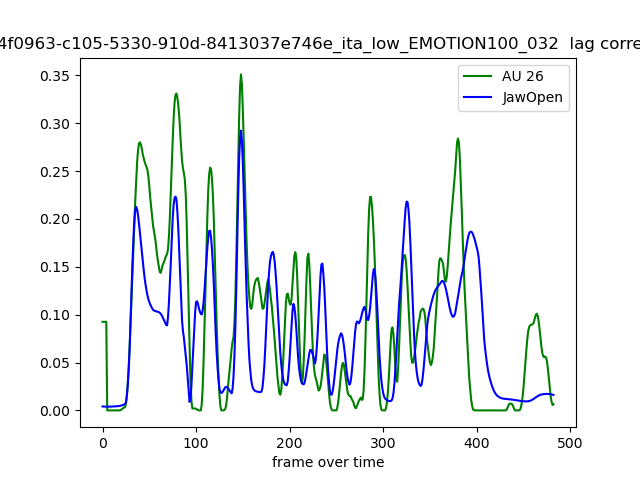 4f0963-c105-5330-910d-8413037e746e_ita_low_EMOTION100_032 lag corre
AU 26
JawOpen
0.35
0.30
0.25
0.20
0.15
0.10
0.05
0.00
0 100 200 300 400 500
frame over time